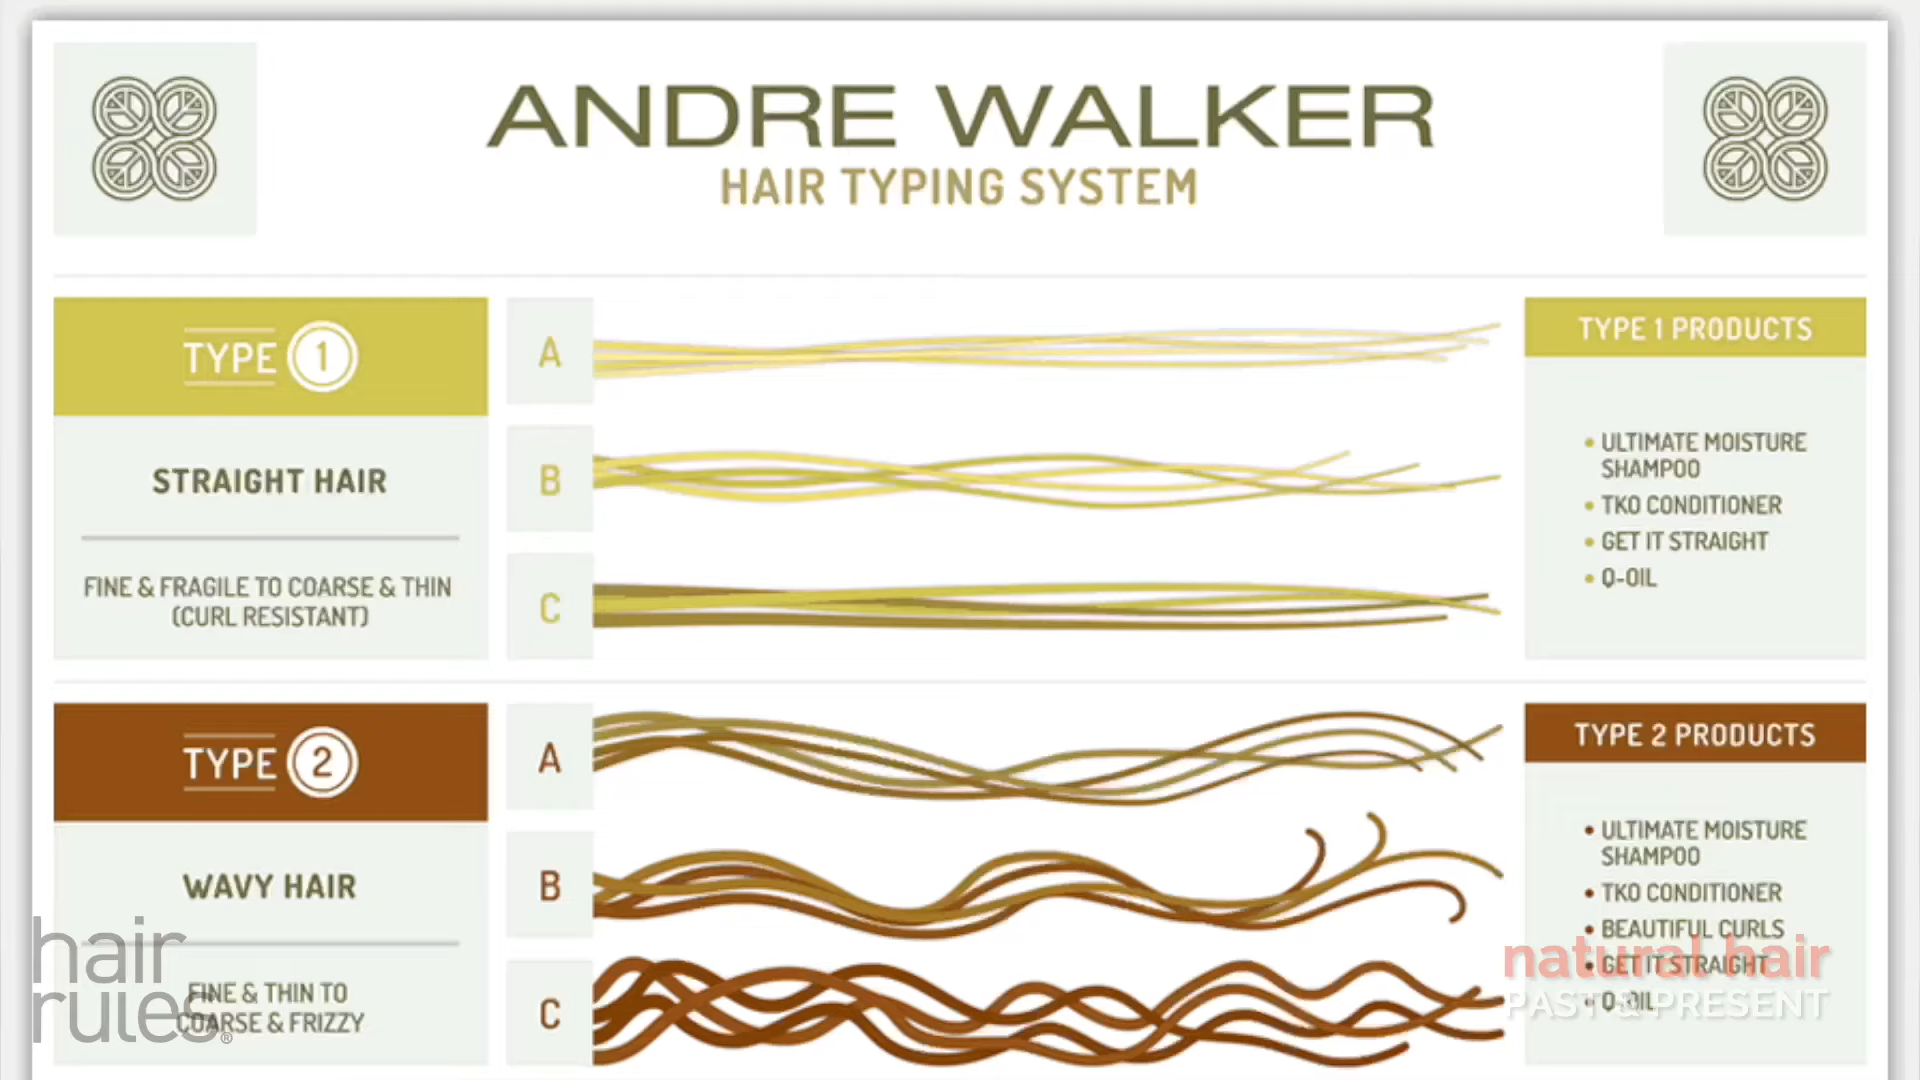 ANDRE WALKER
HAIR TYPING SYSTEM
TYPE 1
STRAIGHT HAIR
FINE & FRAGILE TO COARSE & THIN
(CURL RESISTANT)
A
B
C
TYPE 1 PRODUCTS
• ULTIMATE MOISTURE
SHAMPOO
• TKO CONDITIONER
• GET IT STRAIGHT
• Q-OIL
TYPE 2
WAVY HAIR
FINE & THIN TO
COARSE & FRIZZY
A
B
C
TYPE 2 PRODUCTS
• ULTIMATE MOISTURE
SHAMPOO
• TKO CONDITIONER
• BEAUTIFUL CURLS
• GET IT STRAIGHT
• Q-OIL
hair
rules®
natural hair
PAST & PRESENT